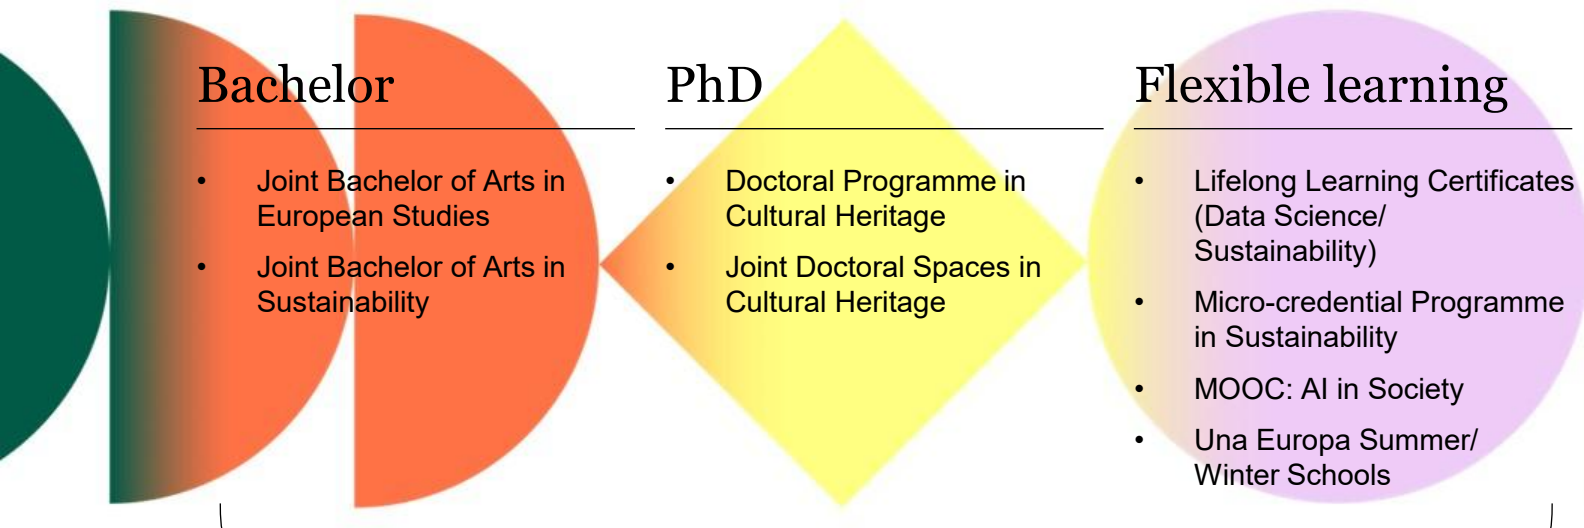 Bachelor
• Joint Bachelor of Arts in
European Studies
• Joint Bachelor of Arts in
Sustainability
PhD
• Doctoral Programme in
Cultural Heritage
• Joint Doctoral Spaces in
Cultural Heritage
Flexible learning
• Lifelong Learning Certificates
(Data Science/
Sustainability)
• Micro-credential Programme
in Sustainability
• MOOC: AI in Society
• Una Europa Summer/
Winter Schools